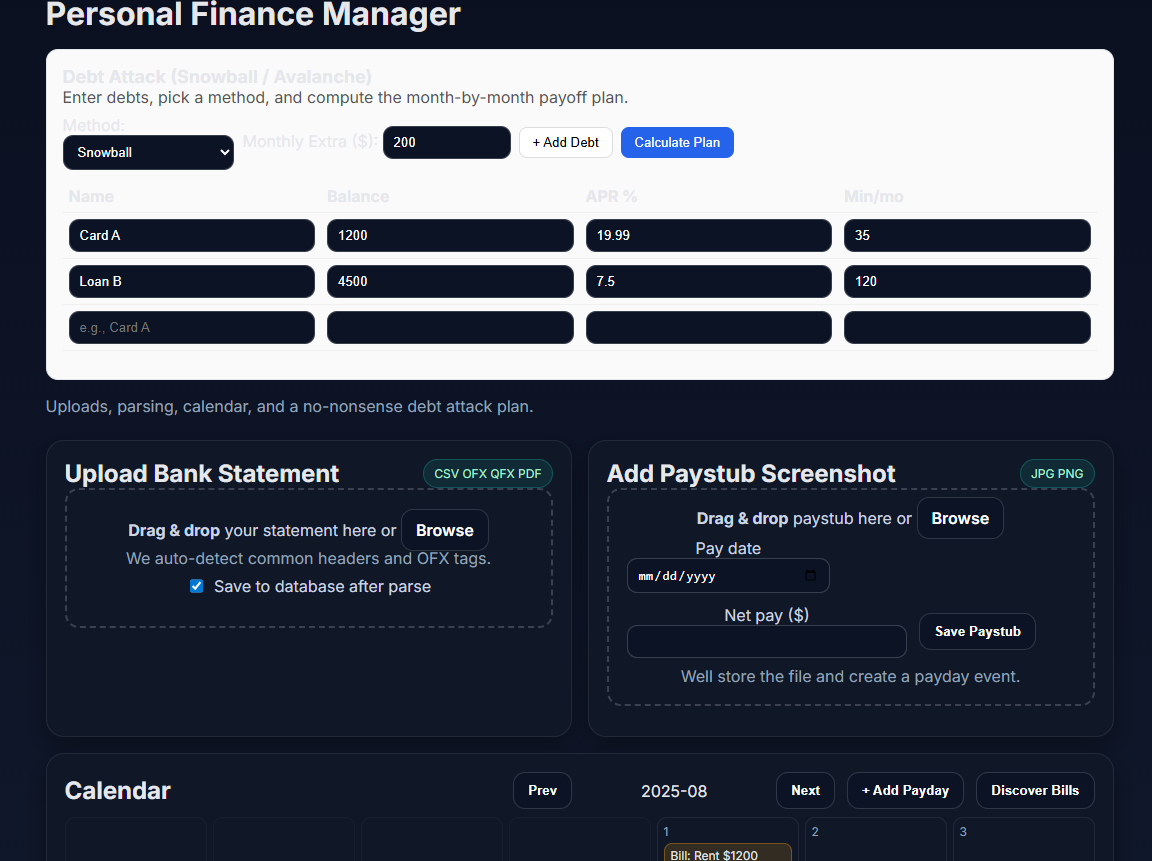 Personal Finance Manager
Debt Attack (Snowball / Avalanche)
Enter debts, pick a method, and compute the month-by-month payoff plan.
Method:
Snowball
Monthly Extra ($):
200
+ Add Debt
Calculate Plan
Name Balance APR % Min/mo
Card A 1200 19.99 35
Loan B 4500 7.5 120
e.g., Card A
Uploads, parsing, calendar, and a no-nonsense debt attack plan.
Upload Bank Statement
CSV OFX QFX PDF
Drag & drop your statement here or Browse
We auto-detect common headers and OFX tags.
Save to database after parse
Add Paystub Screenshot
JPG PNG
Drag & drop paystub here or Browse
Pay date
mm/dd/yyyy
Net pay ($)
Save Paystub
Well store the file and create a payday event.
Calendar
Prev
2025-08
Next
+ Add Payday
Discover Bills
1 2 3
Bill: Rent $1200